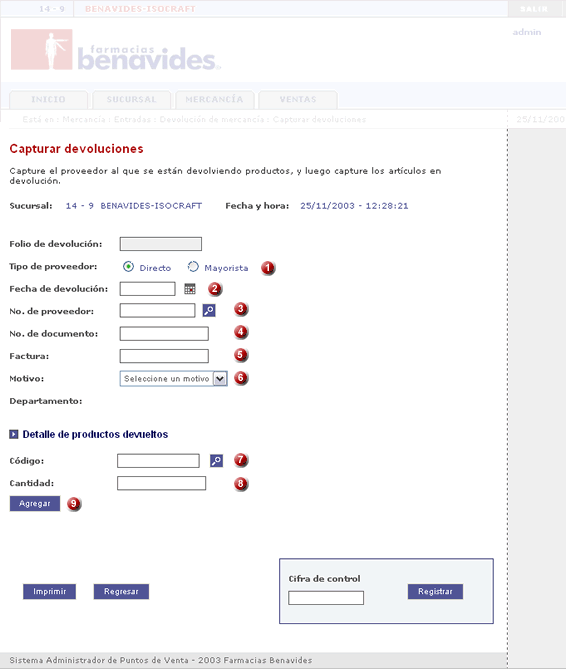 14 - 9 BENAVIDES-ISOCRAFT SALIR
admin
farmacias
benavides
INICIO SUCURSAL MERCANCÍA VENTAS
Está en : Mercancía : Entradas : Devolución de mercancía : Capturar devoluciones 25/11/200
Capturar devoluciones
Capture el proveedor al que se están devolviendo productos, y luego capture los artículos en
devolución.
Sucursal: 14 - 9 BENAVIDES-ISOCRAFT Fecha y hora: 25/11/2003 - 12:28:21
Folio de devolución:
Tipo de proveedor: Directo Mayorista 1
Fecha de devolución: 2
No. de proveedor: 3
No. de documento: 4
Factura: 5
Motivo: Seleccione un motivo 6
Departamento:
Detalle de productos devueltos
Código: 7
Cantidad: 8
Agregar 9
Cifra de control
Imprimir Regresar Registrar
Sistema Administrador de Puntos de Venta - 2003 Farmacias Benavides